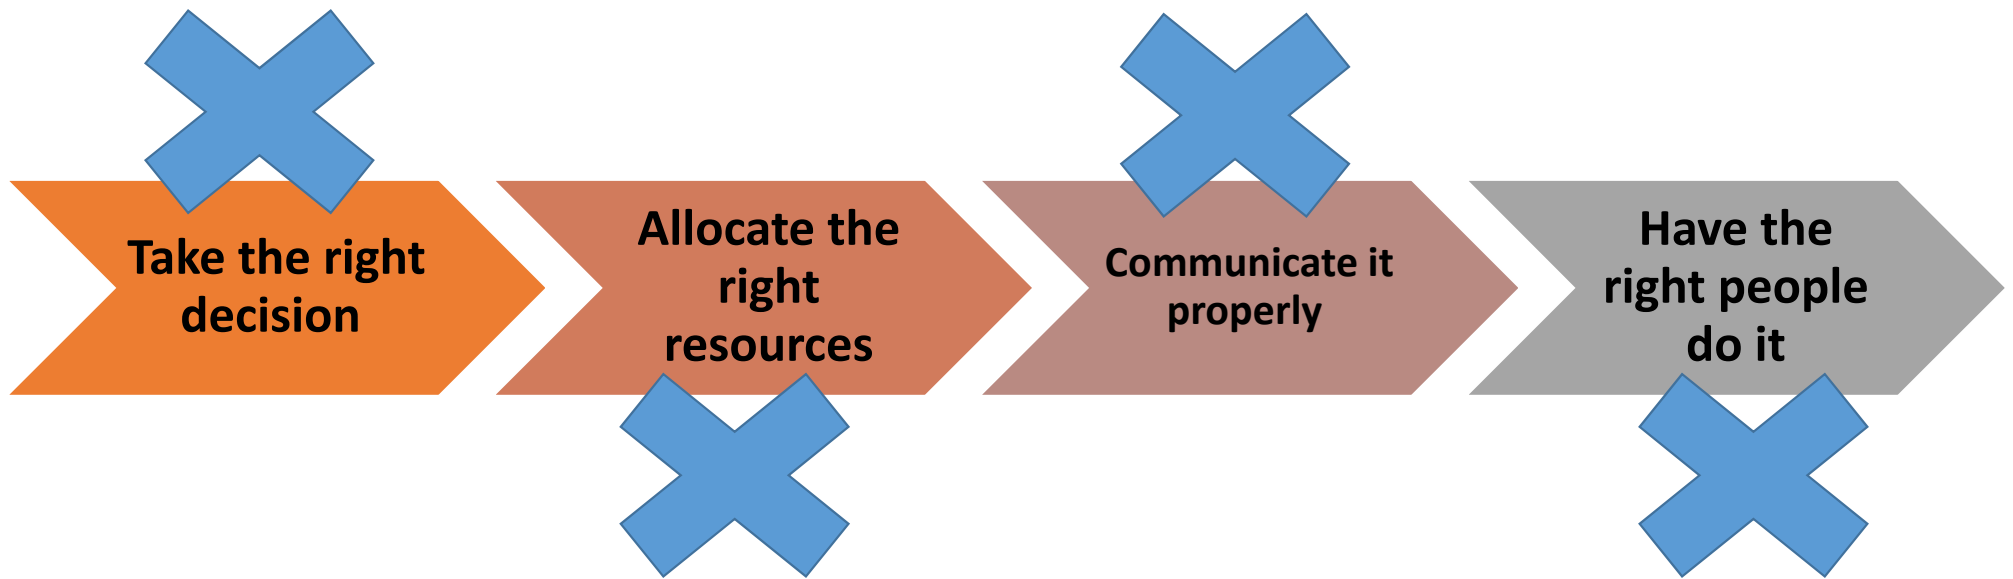 Take the right
decision
Allocate the
right
resources
Communicate it
properly
Have the
right people
do it